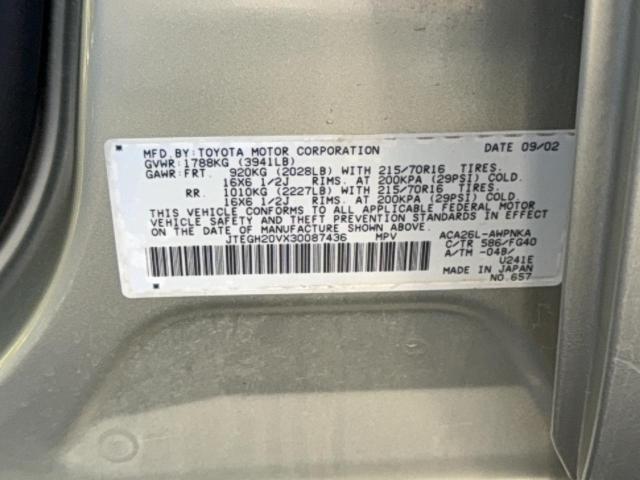 MFD.BY:TOYOTA MOTOR CORPORATION DATE 09/02
GVWR:1788KG (3941LB)
GAWR:FRT. 920KG (2028LB) WITH 215/70R16 TIRES.
16X6 1/2J RIMS. AT 200KPA (29PSI) COLD.
RR. 1010KG (2227LB) WITH 215/70R16 TIRES.
16X6 1/2J RIMS. AT 200KPA (29PSI) COLD.
THIS VEHICLE CONFORMS TO ALL APPLICABLE FEDERAL MOTOR
VEHICLE SAFETY AND THEFT PREVENTION STANDARDS IN EFFECT
ON THE DATE OF MANUFACTURE SHOWN ABOVE.
JTEGH20VX30087436 MPV ACA26L-AWPNKA
C/TR 586/FG40
A/TM -04B/
U241E
MADE IN JAPAN
NO.657